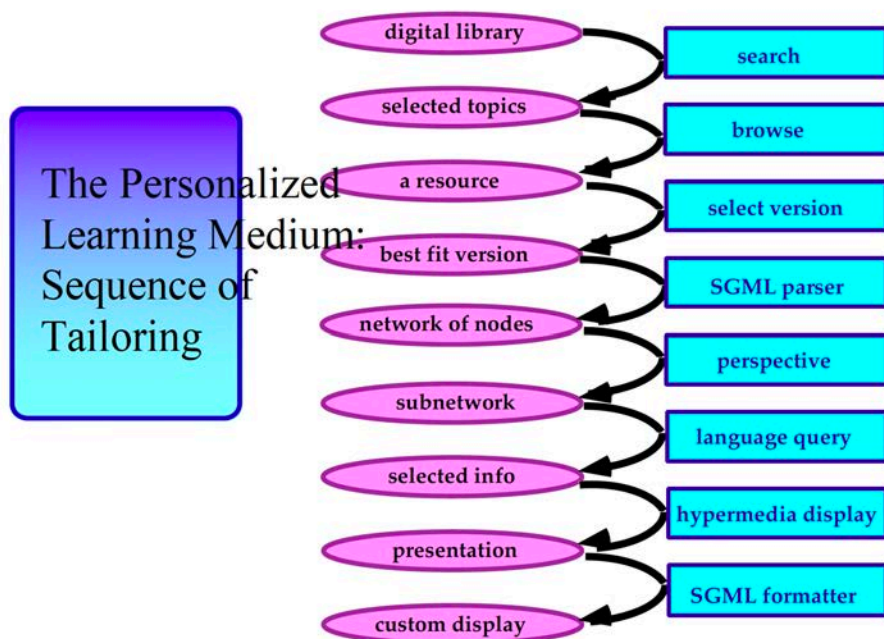 The Personalized
Learning Medium:
Sequence of
Tailoring
digital library
search
selected topics
browse
a resource
select version
best fit version
SGML parser
network of nodes
perspective
subnetwork
language query
selected info
hypermedia display
presentation
SGML formatter
custom display